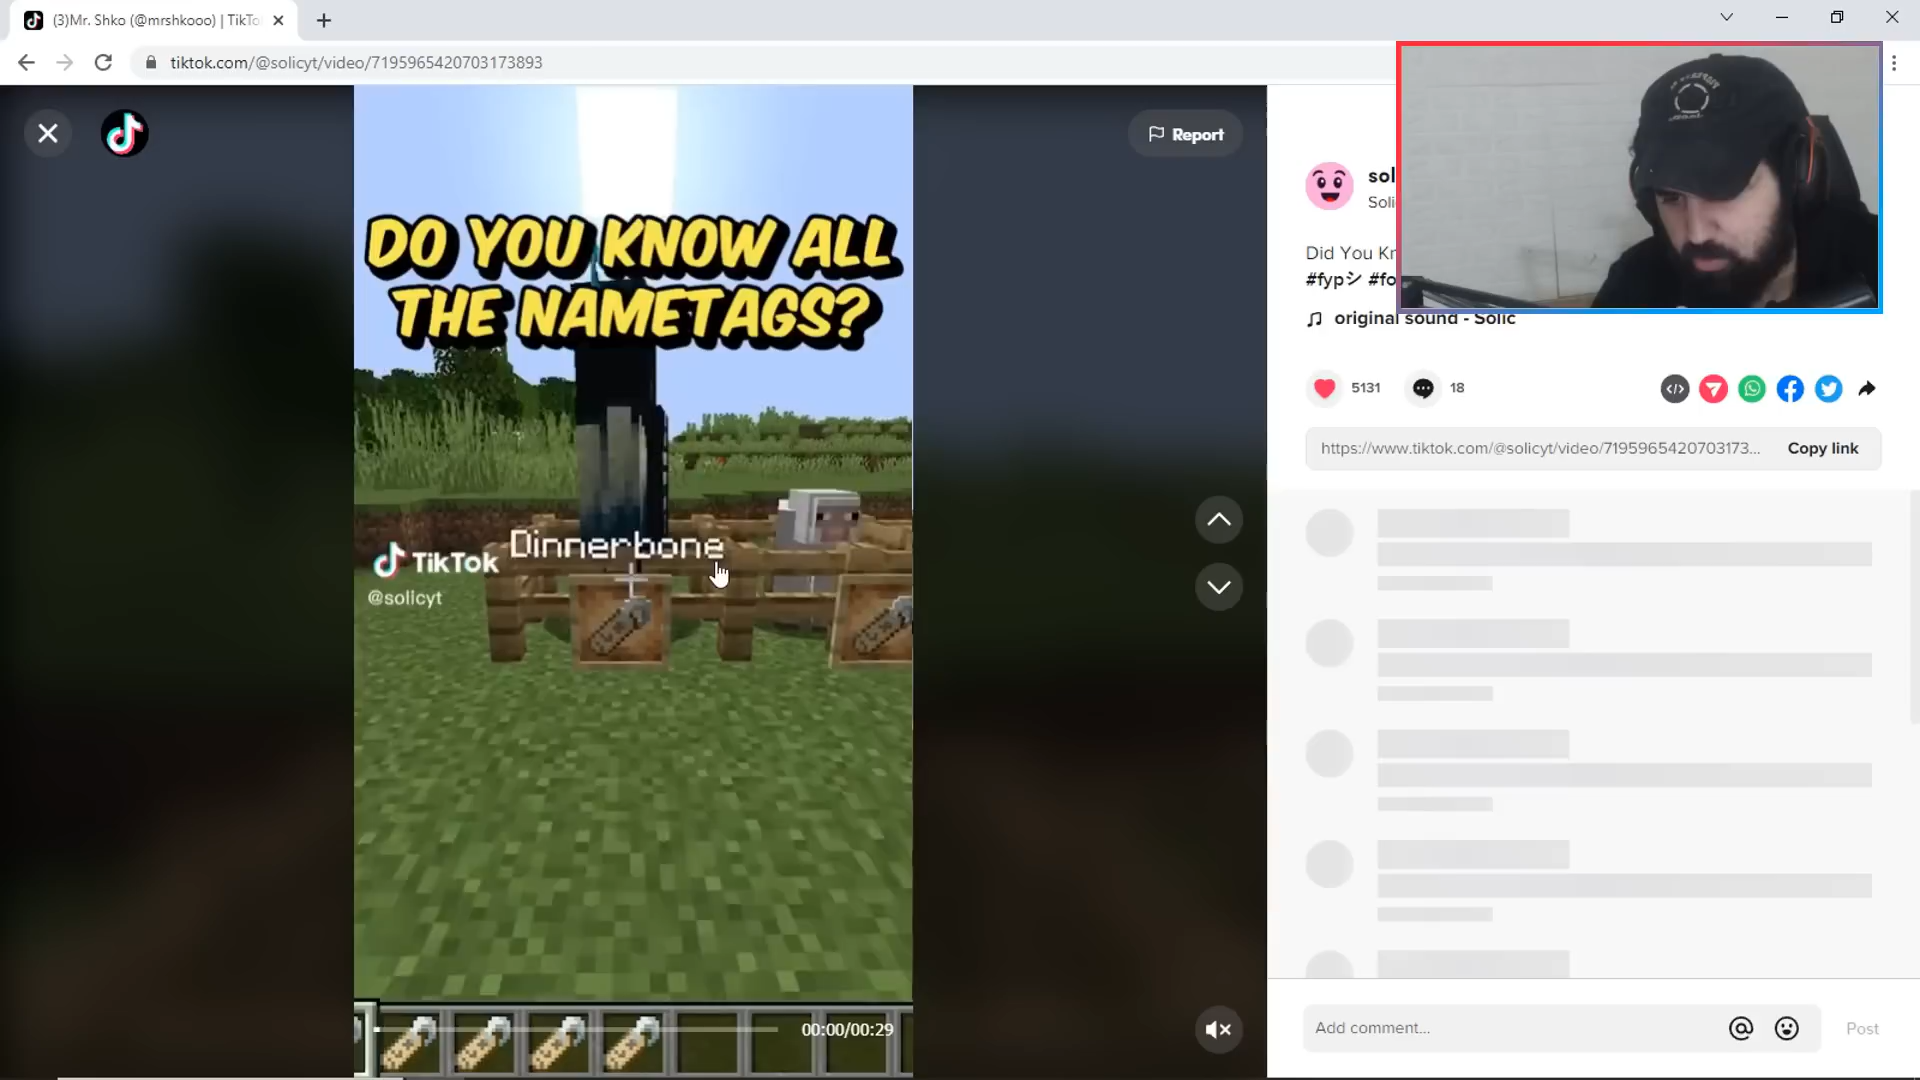 (3)Mr. Shko (@mrshkooo) | TikTo
tiktok.com/@solicyt/video/7195965420703173893
Report
DO YOU KNOW ALL
THE NAMETAGS?
Dinnerbone
TikTok
@solicyt
00:00/00:29
sol
Soli
Did You Kn
#fypシ #fo
original sound - Solic
5131
18
https://www.tiktok.com/@solicyt/video/719596542070317​3...
Copy link
Add comment...
Post